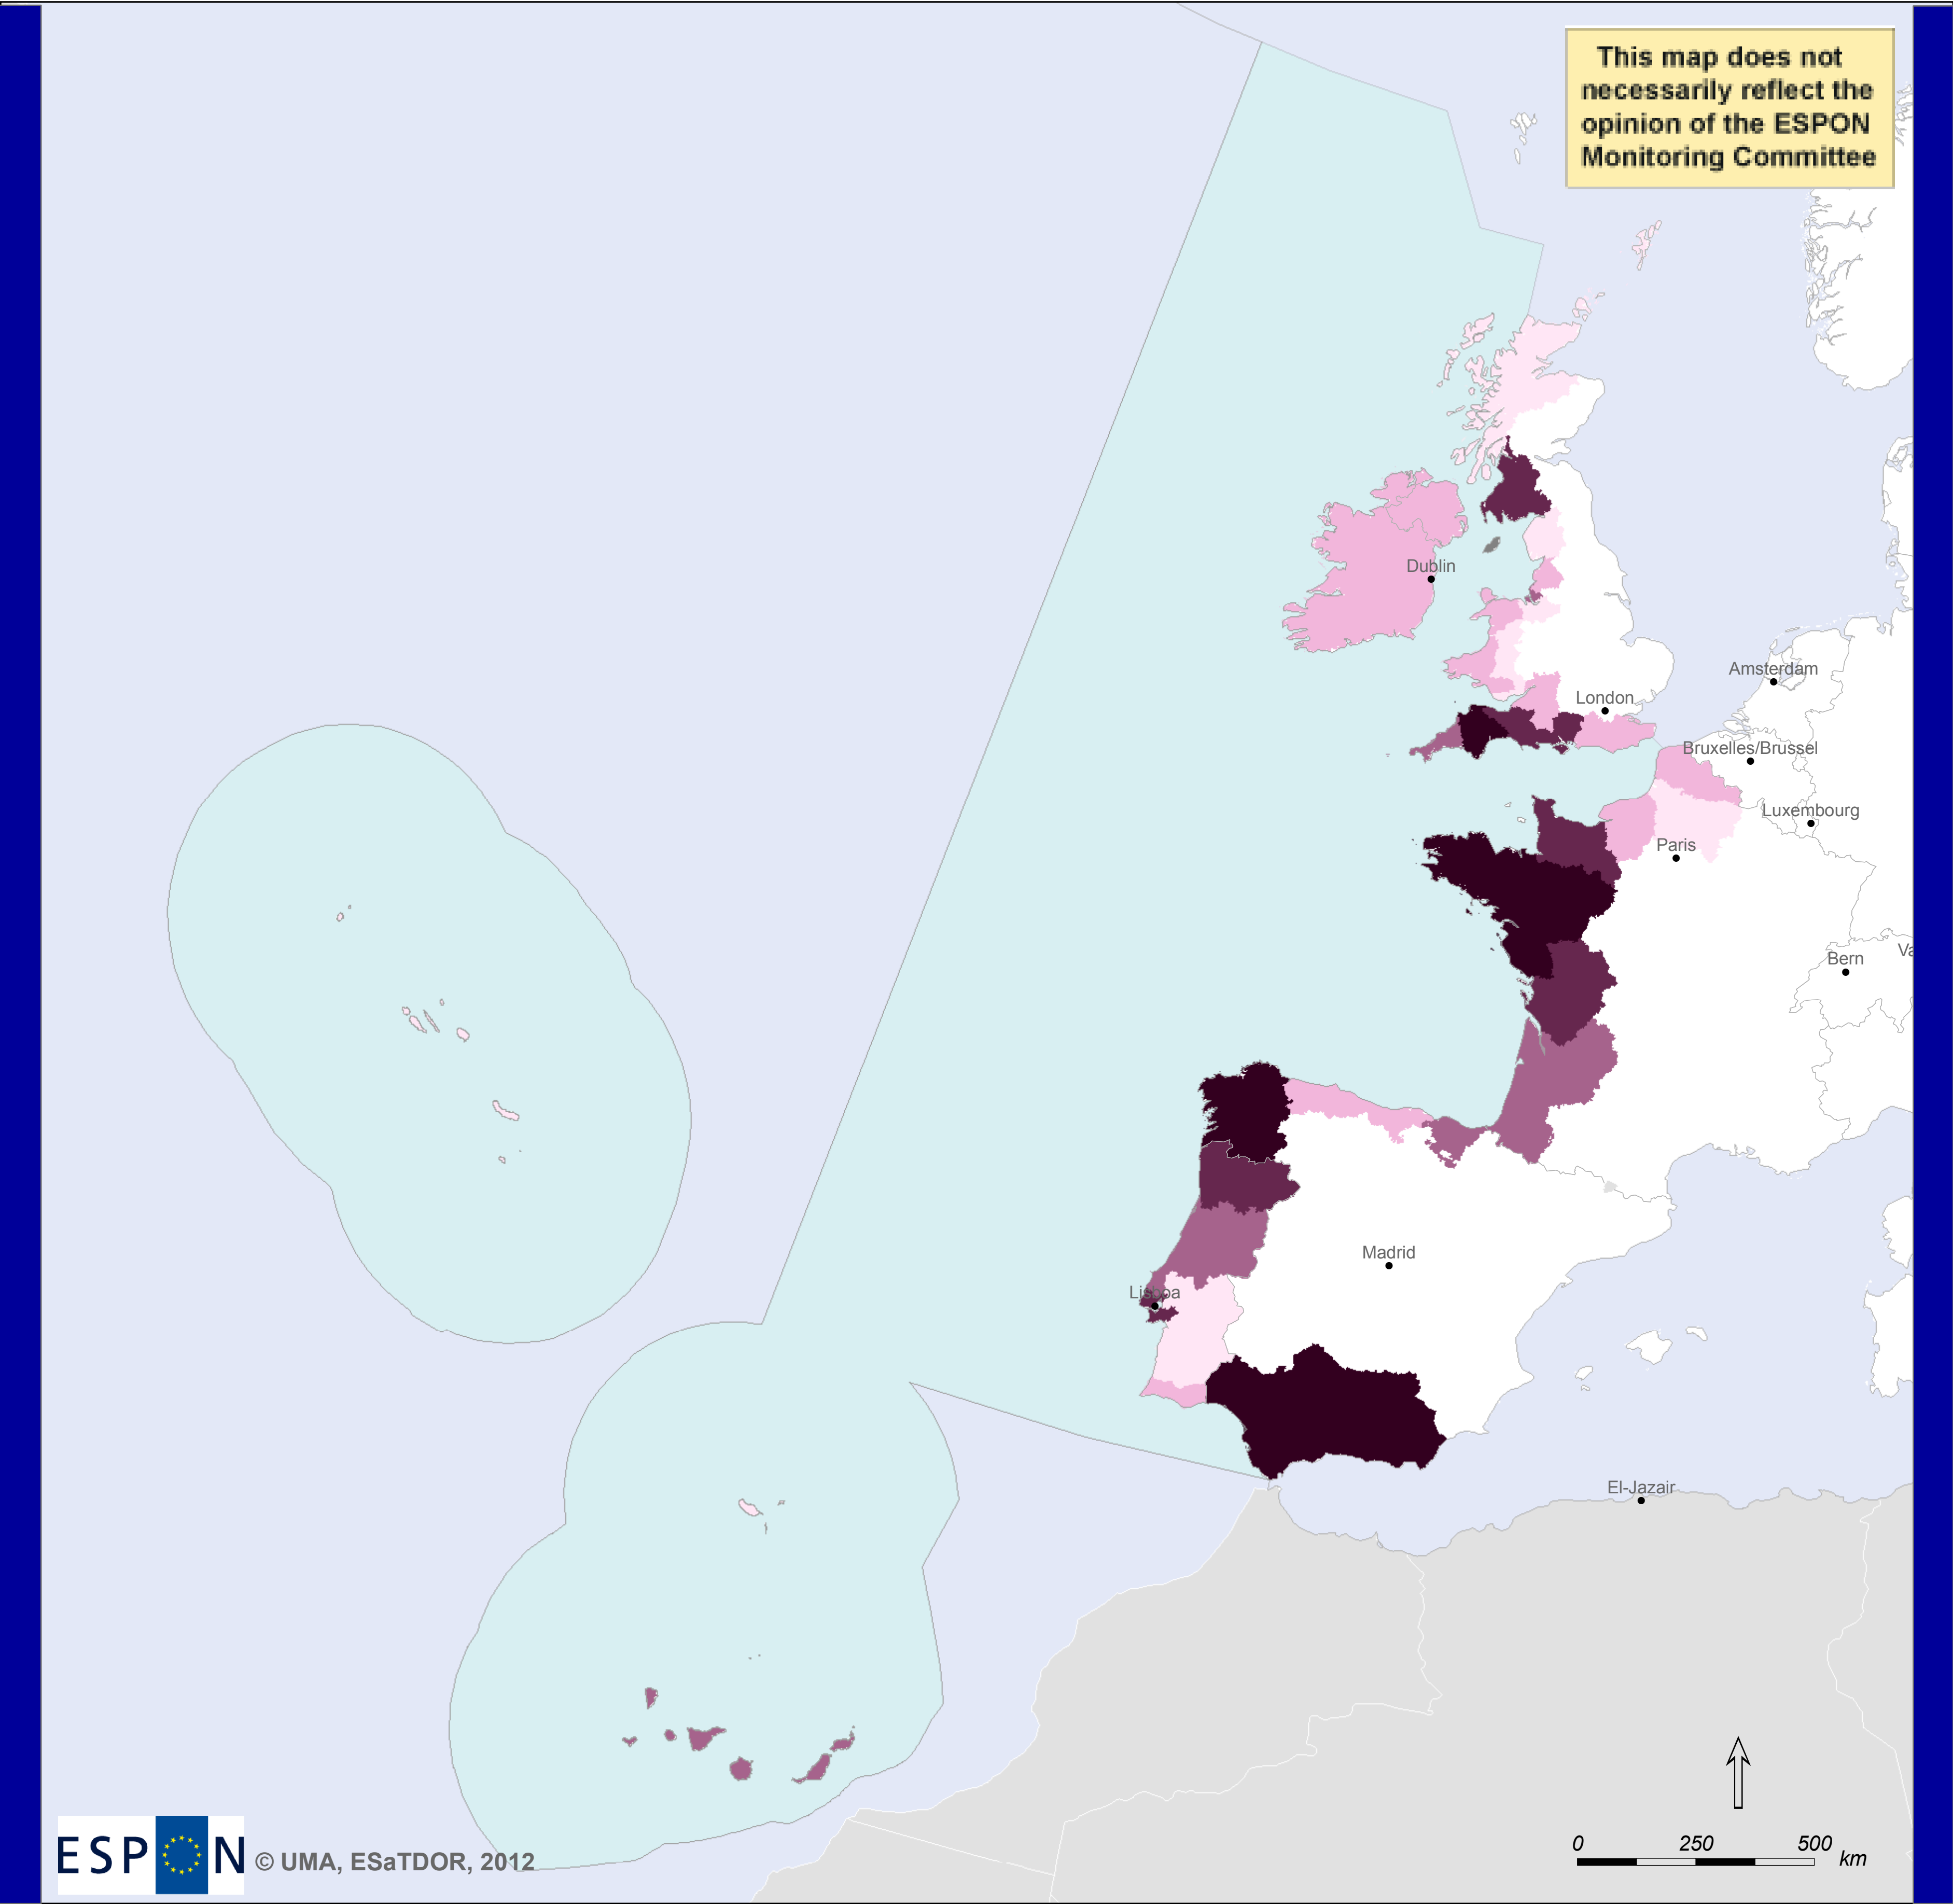 This map does not
necessarily reflect the
opinion of the ESPON
Monitoring Committee
Dublin
Amsterdam
London
Bruxelles/Brussel
Luxembourg
Paris
Va
Bern
Madrid
Lisboa
El-Jazair
0 250 500 km
ESPON © UMA, ESaTDOR, 2012